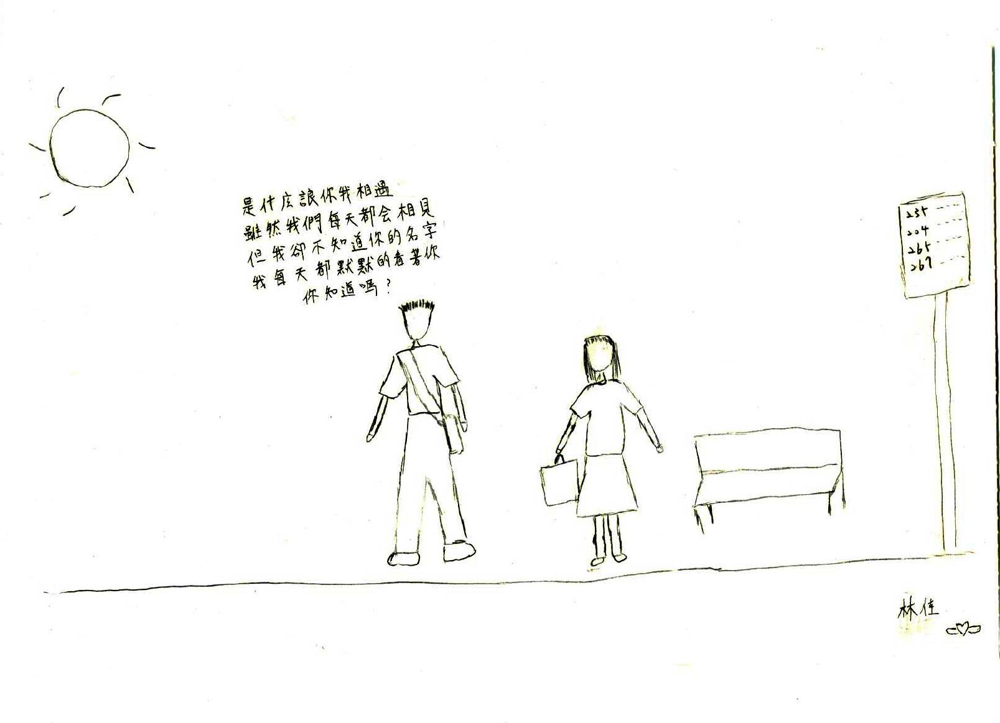 是什広讓你我相遇
雖然我們每天都会相見
但我卻不知道你的名字
我每天都默默的看著你
你知道嗎？
235
204
265
267
林佳